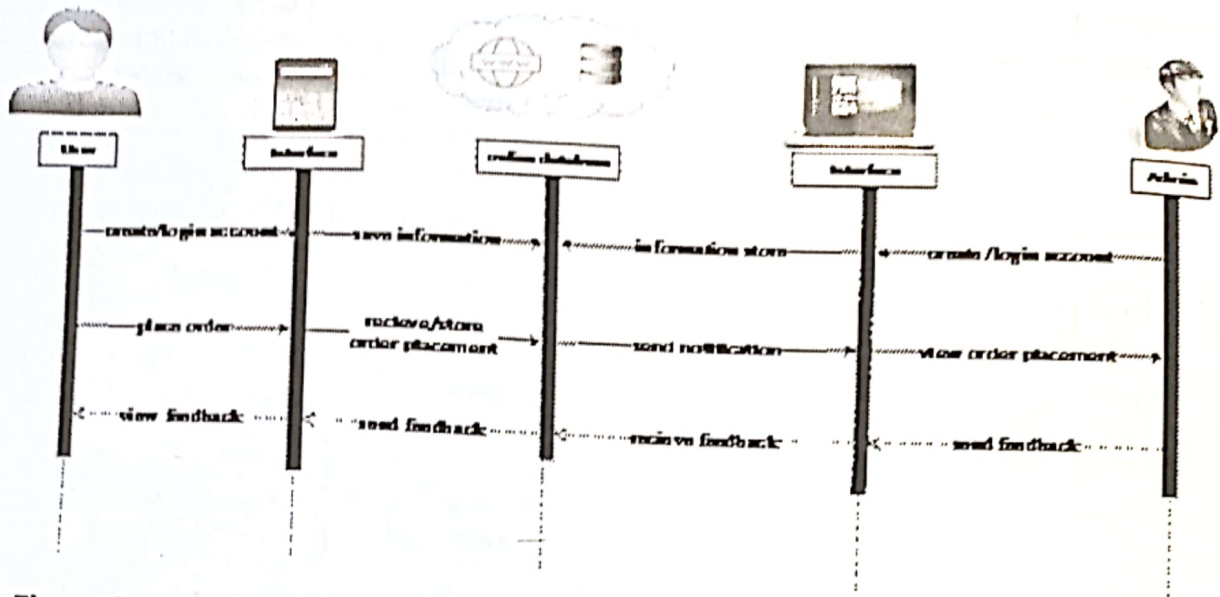 www
User
Interface
online database
Interface
Admin
create/login account
save information
information store
create /login account
place order
recieve/store
order placement
send notification
view order placement
view feedback
send feedback
recieve feedback
send feedback